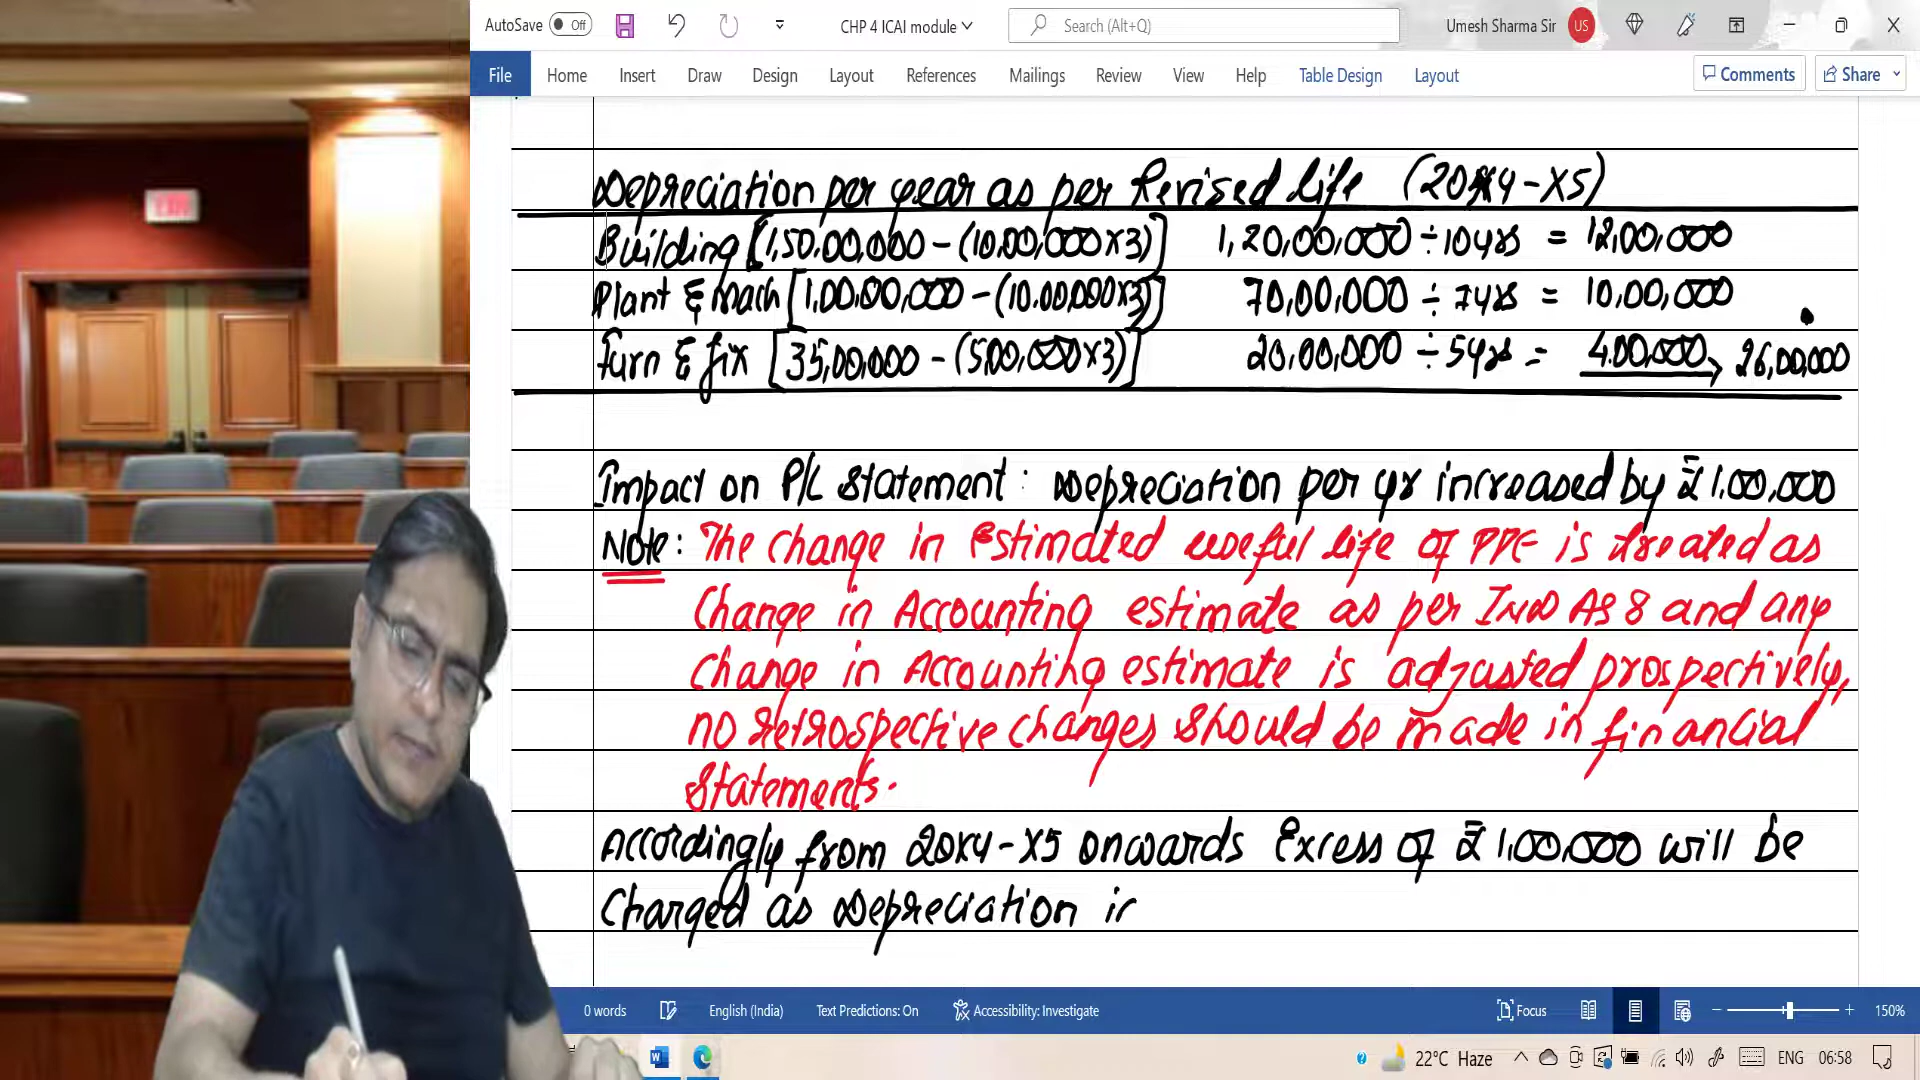 AutoSave Off CHP 4 ICAI module Search (Alt+Q) Umesh Sharma Sir US
File Home Insert Draw Design Layout References Mailings Review View Help Table Design Layout Comments Share
Depreciation per year as per Revised Life (20X4-X5)
Building [1,50,00,000 - (10,00,000x3)] 1,20,00,000 ÷ 10yrs = 12,00,000
Plant & Mach [1,00,00,000 - (10,00,000x3)] 70,00,000 ÷ 7yrs = 10,00,000
Furn & fix [35,00,000 - (5,00,000x3)] 20,00,000 ÷ 5yrs = 4,00,000 → 26,00,000
Impact on P/L Statement: Depreciation per yr increased by ₹ 1,00,000
Note: The change in Estimated useful life of PPE is treated as
Change in Accounting estimate as per IND AS 8 and any
change in Accounting estimate is adjusted prospectively,
no retrospective changes should be made in financial
statements.
Accordingly from 20X4-X5 onwards Excess of ₹ 1,00,000 will be
Charged as Depreciation in
0 words English (India) Text Predictions: On Accessibility: Investigate Focus 150%
22°C Haze ENG 06:58